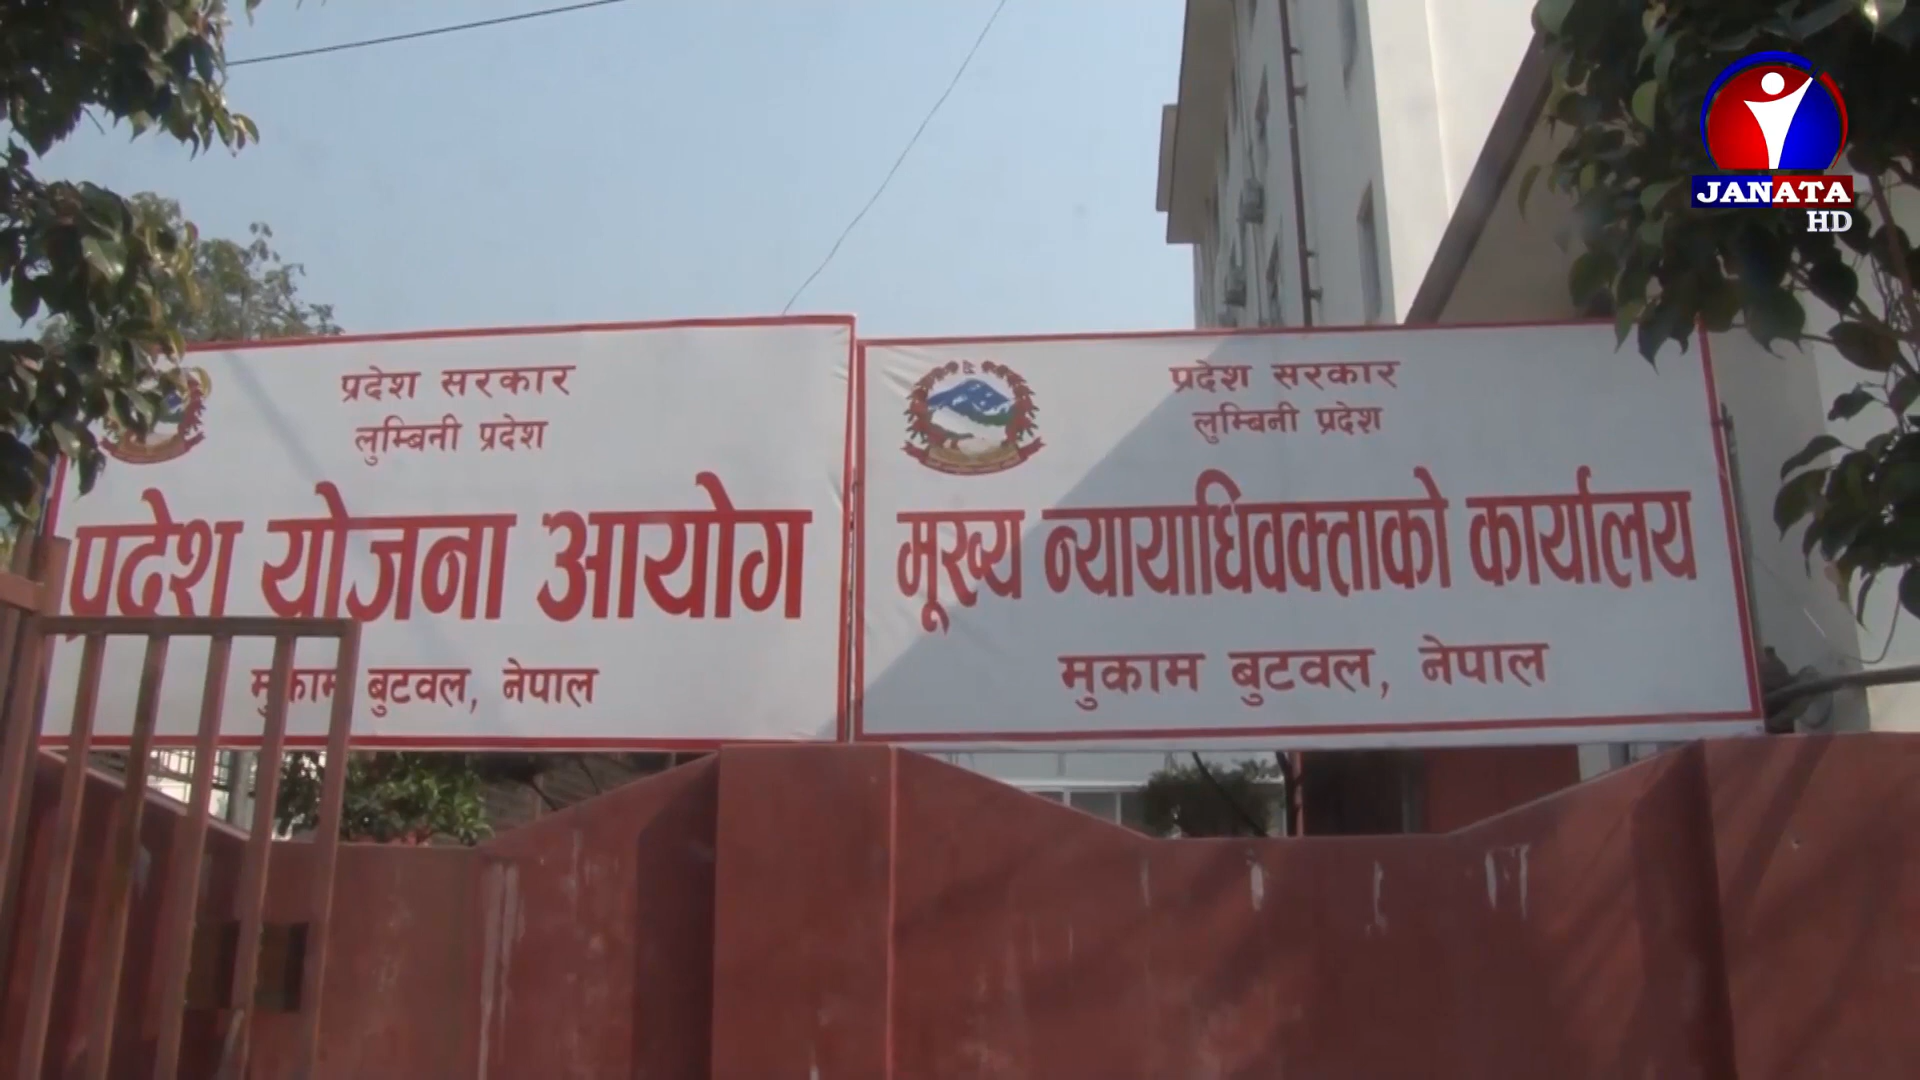 प्रदेश सरकार
लुम्बिनी प्रदेश
प्रदेश योजना आयोग
मुकाम बुटवल, नेपाल
प्रदेश सरकार
लुम्बिनी प्रदेश
मूख्य न्यायाधिवक्ताको कार्यालय
मुकाम बुटवल, नेपाल
JANATA
HD